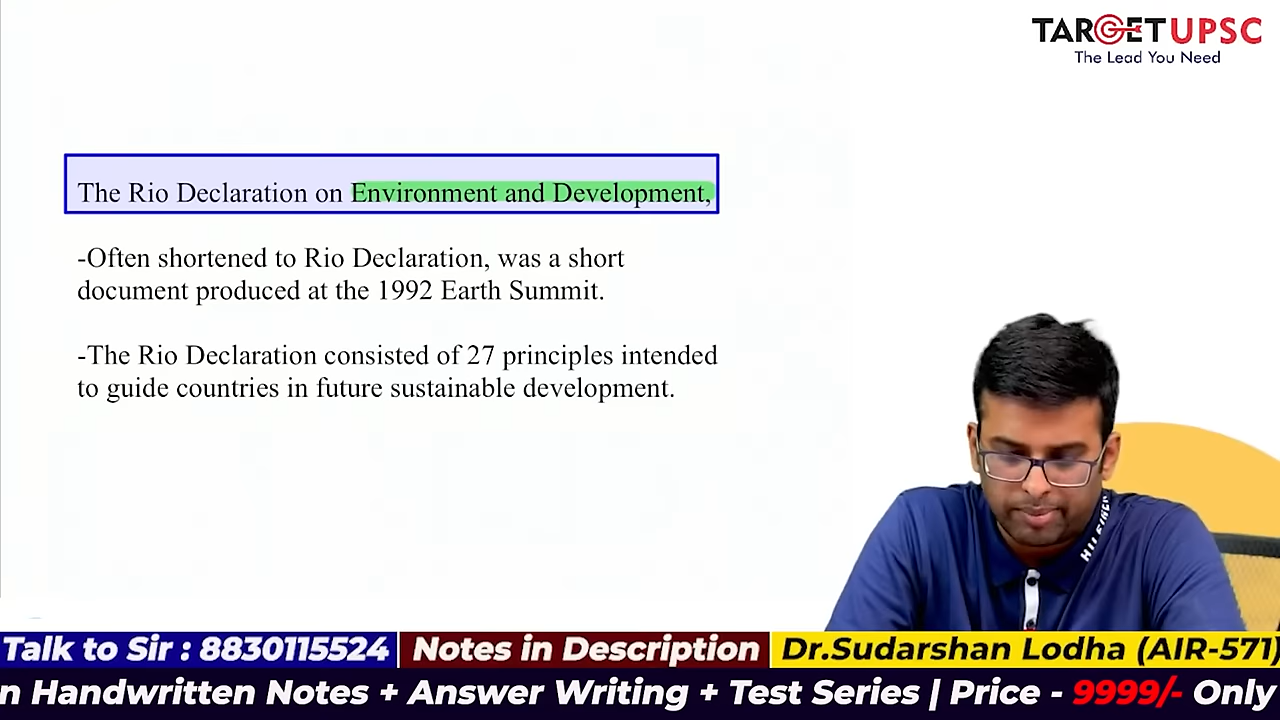 TARGET UPSC
The Lead You Need
The Rio Declaration on Environment and Development,
-Often shortened to Rio Declaration, was a short
document produced at the 1992 Earth Summit.
-The Rio Declaration consisted of 27 principles intended
to guide countries in future sustainable development.
HILFIGER
Talk to Sir : 8830115524
Notes in Description
Dr.Sudarshan Lodha (AIR-571)
n Handwritten Notes + Answer Writing + Test Series | Price - 9999/- Only